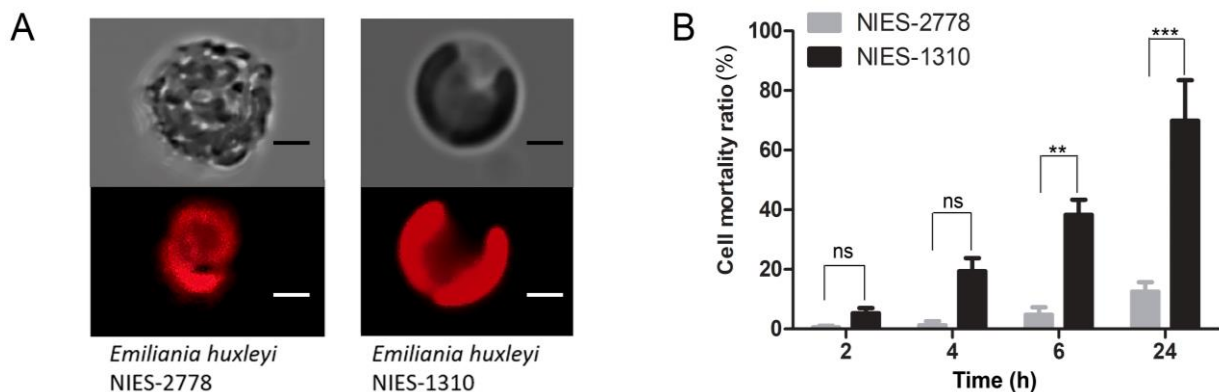 A
Emiliania huxleyi
NIES-2778
Emiliania huxleyi
NIES-1310
B
NIES-2778
NIES-1310
Cell mortality ratio (%)
100
80
60
40
20
0
ns
ns
**
***
2 4 6 24
Time (h)